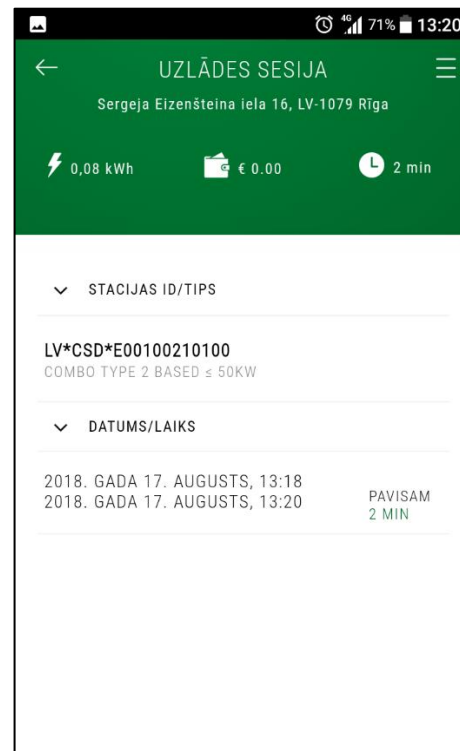 4G 71% 13:20
UZLĀDES SESIJA
Sergeja Eizenšteina iela 16, LV-1079 Rīga
0,08 kWh € 0.00 2 min
STACIJAS ID/TIPS
LV*CSD*E00100210100
COMBO TYPE 2 BASED ≤ 50KW
DATUMS/LAIKS
2018. GADA 17. AUGUSTS, 13:18
2018. GADA 17. AUGUSTS, 13:20
PAVISAM
2 MIN